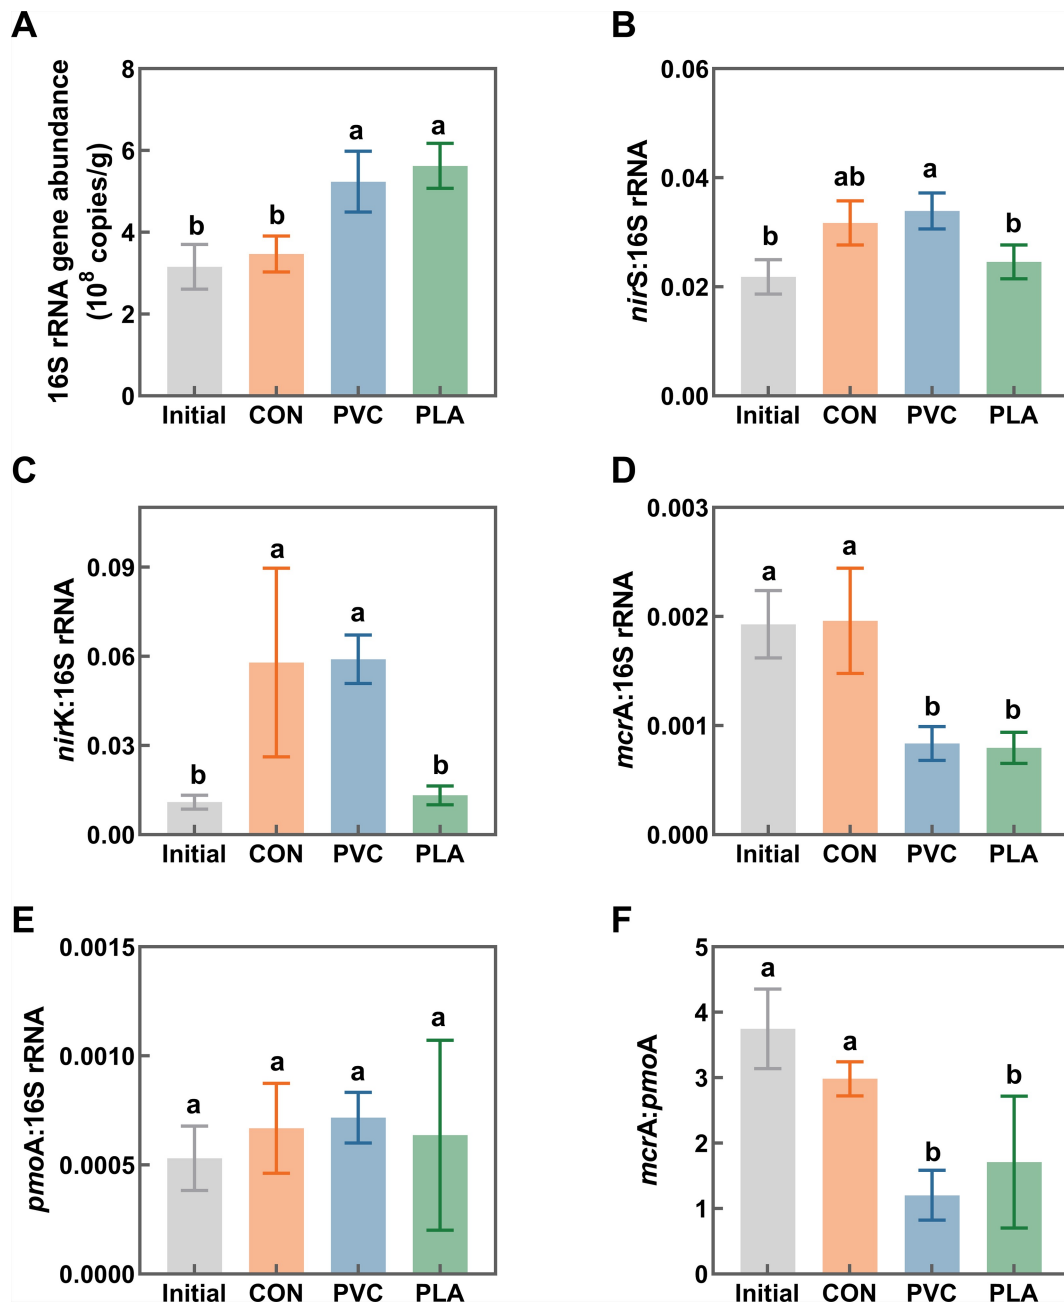 A
16S rRNA gene abundance
(10⁸ copies/g)
8
6
4
2
0
b
b
a
a
Initial CON PVC PLA
B
nirS:16S rRNA
0.06
0.04
0.02
0.00
b
ab
a
b
Initial CON PVC PLA
C
nirK:16S rRNA
0.09
0.06
0.03
0.00
b
a
a
b
Initial CON PVC PLA
D
mcrA:16S rRNA
0.003
0.002
0.001
0.000
a
a
b
b
Initial CON PVC PLA
E
pmoA:16S rRNA
0.0015
0.0010
0.0005
0.0000
a
a
a
a
Initial CON PVC PLA
F
mcrA:pmoA
5
4
3
2
1
0
a
a
b
b
Initial CON PVC PLA